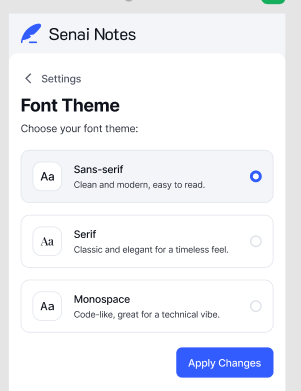 Senai Notes
Settings
Font Theme
Choose your font theme:
Aa
Sans-serif
Clean and modern, easy to read.
Aa
Serif
Classic and elegant for a timeless feel.
Aa
Monospace
Code-like, great for a technical vibe.
Apply Changes